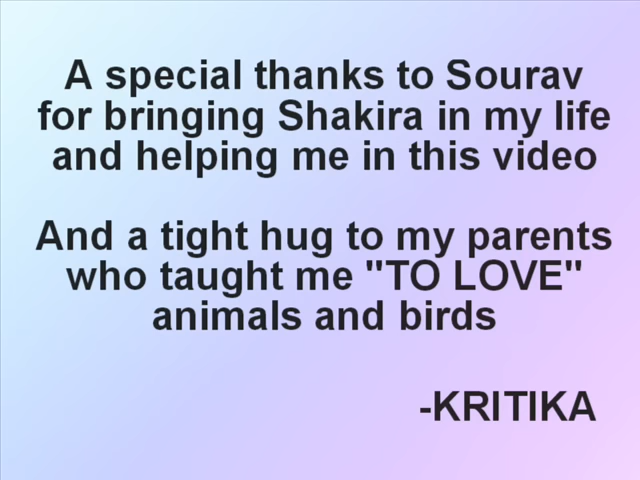 A special thanks to Sourav
for bringing Shakira in my life
and helping me in this video
And a tight hug to my parents
who taught me "TO LOVE"
animals and birds
-KRITIKA